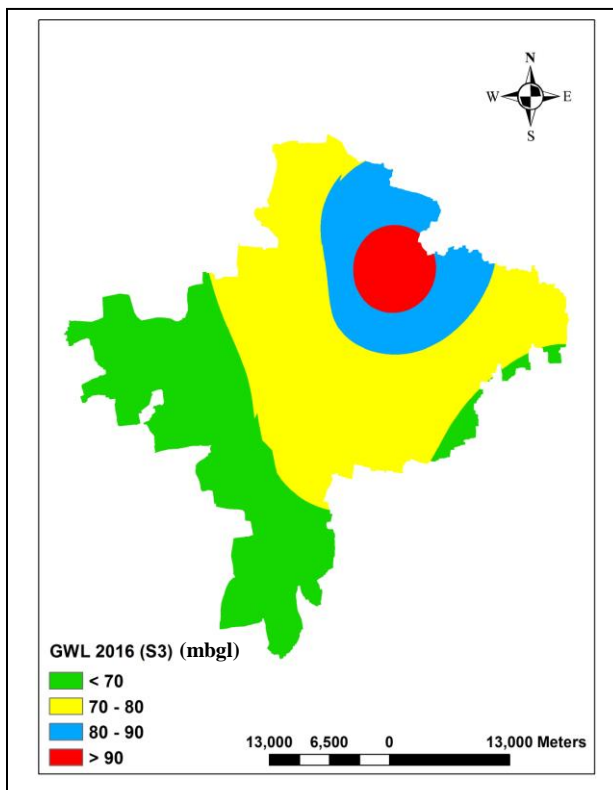 N
W E
S
GWL 2016 (S3) (mbgl)
< 70
70 - 80
80 - 90
> 90
13,000 6,500 0 13,000 Meters